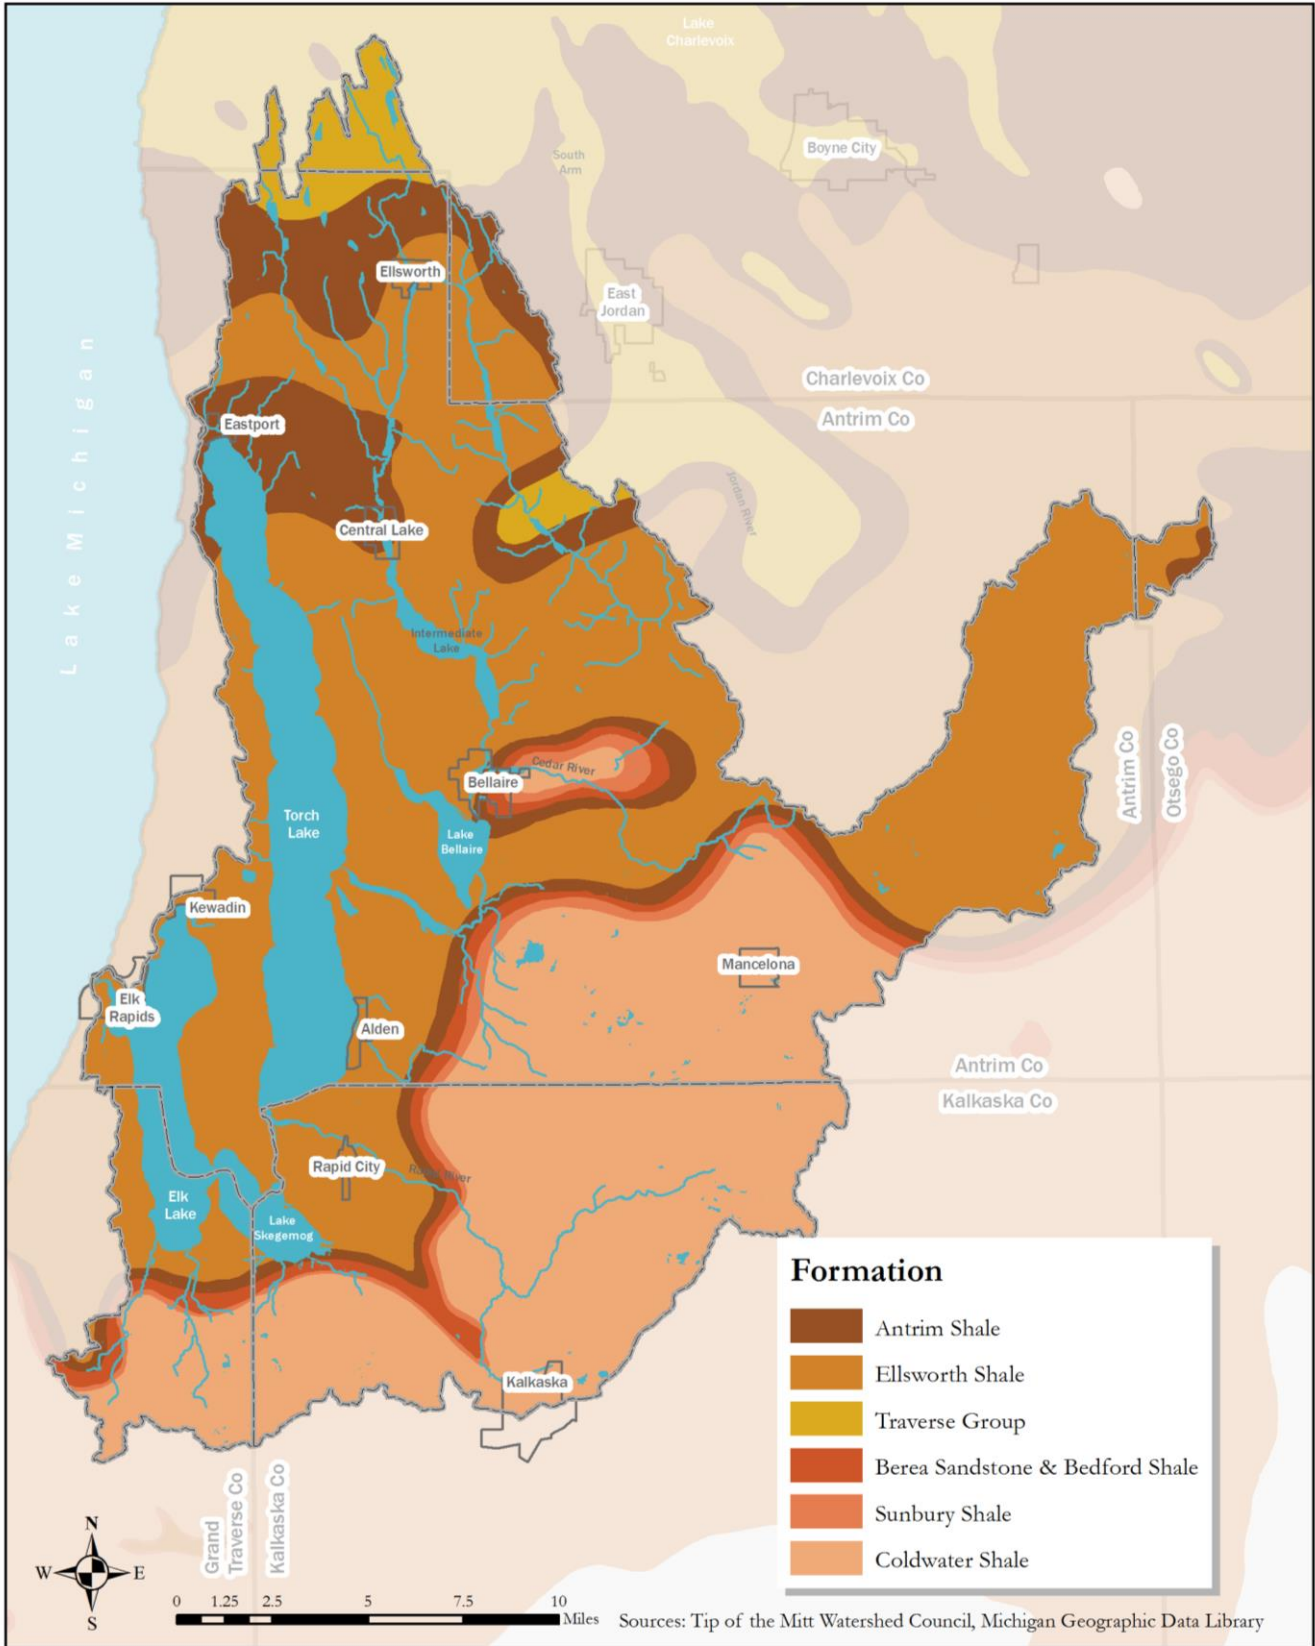 Lake
Charlevoix
Boyne City
South
Arm
Ellsworth
East
Jordan
Lake Michigan
Charlevoix Co
Antrim Co
Eastport
Jordan River
Central Lake
Intermediate
Lake
Antrim Co
Otsego Co
Cedar River
Bellaire
Torch
Lake
Lake
Bellaire
Kewadin
Mancelona
Elk
Rapids
Alden
Antrim Co
Kalkaska Co
Rapid City
Rapid River
Elk
Lake
Lake
Skegemog
Formation
Antrim Shale
Ellsworth Shale
Traverse Group
Berea Sandstone & Bedford Shale
Sunbury Shale
Coldwater Shale
Kalkaska
Grand
Traverse Co
Kalkaska Co
N
W E
S
0 1.25 2.5 5 7.5 10
Miles
Sources: Tip of the Mitt Watershed Council, Michigan Geographic Data Library